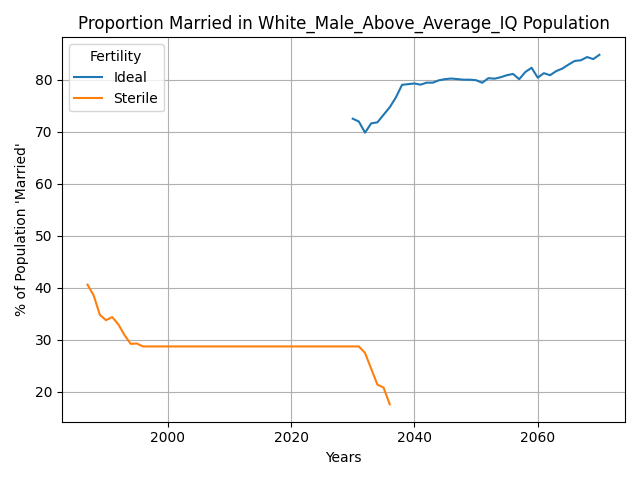 Proportion Married in White_Male_Above_Average_IQ Population
Fertility
Ideal
Sterile
% of Population 'Married'
80
70
60
50
40
30
20
2000
2020
2040
2060
Years